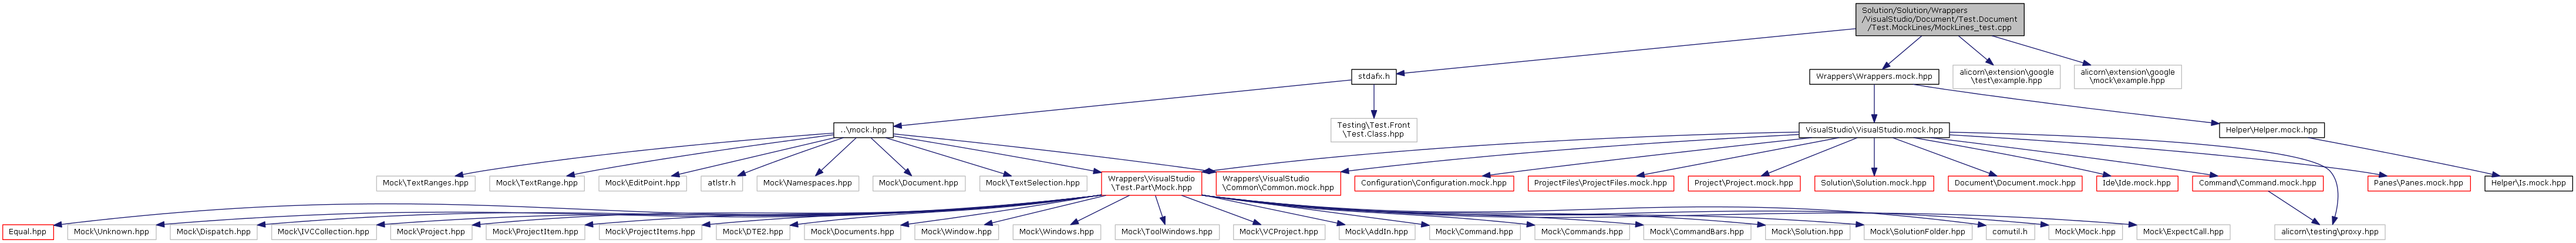 Solution/Solution/Wrappers
/VisualStudio/Document/Test.Document
/Test.MockLines/MockLines_test.cpp
stdafx.h
Wrappers\Wrappers.mock.hpp
alicorn\extension\google
\test\example.hpp
alicorn\extension\google
\mock\example.hpp
..\mock.hpp
Testing\Test.Front
\Test.Class.hpp
VisualStudio\VisualStudio.mock.hpp
Helper\Helper.mock.hpp
Mock\TextRanges.hpp
Mock\TextRange.hpp
Mock\EditPoint.hpp
atlstr.h
Mock\Namespaces.hpp
Mock\Document.hpp
Mock\TextSelection.hpp
Wrappers\VisualStudio
\Test.Part\Mock.hpp
Wrappers\VisualStudio
\Common\Common.mock.hpp
Configuration\Configuration.mock.hpp
ProjectFiles\ProjectFiles.mock.hpp
Project\Project.mock.hpp
Solution\Solution.mock.hpp
Document\Document.mock.hpp
Ide\Ide.mock.hpp
Command\Command.mock.hpp
Panes\Panes.mock.hpp
Helper\Is.mock.hpp
Equal.hpp
Mock\Unknown.hpp
Mock\Dispatch.hpp
Mock\IVCCollection.hpp
Mock\Project.hpp
Mock\ProjectItem.hpp
Mock\ProjectItems.hpp
Mock\DTE2.hpp
Mock\Documents.hpp
Mock\Window.hpp
Mock\Windows.hpp
Mock\ToolWindows.hpp
Mock\VCProject.hpp
Mock\AddIn.hpp
Mock\Command.hpp
Mock\Commands.hpp
Mock\CommandBars.hpp
Mock\Solution.hpp
Mock\SolutionFolder.hpp
comutil.h
Mock\Mock.hpp
Mock\ExpectCall.hpp
alicorn\testing\proxy.hpp